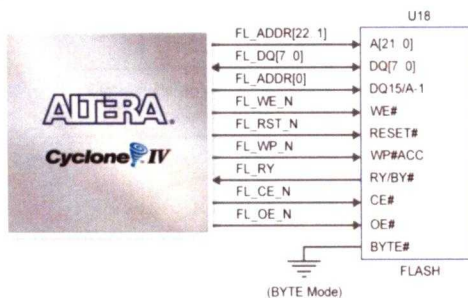 U18
FL_ADDR[22 1]
A[21 0]
FL_DQ[7 0]
DQ[7 0]
FL_ADDR[0]
DQ15/A-1
FL_WE_N
WE#
FL_RST_N
RESET#
FL_WP_N
WP#ACC
FL_RY
RY/BY#
FL_CE_N
CE#
FL_OE_N
OE#
BYTE#
ALTERA®
Cyclone IV
FLASH
(BYTE Mode)